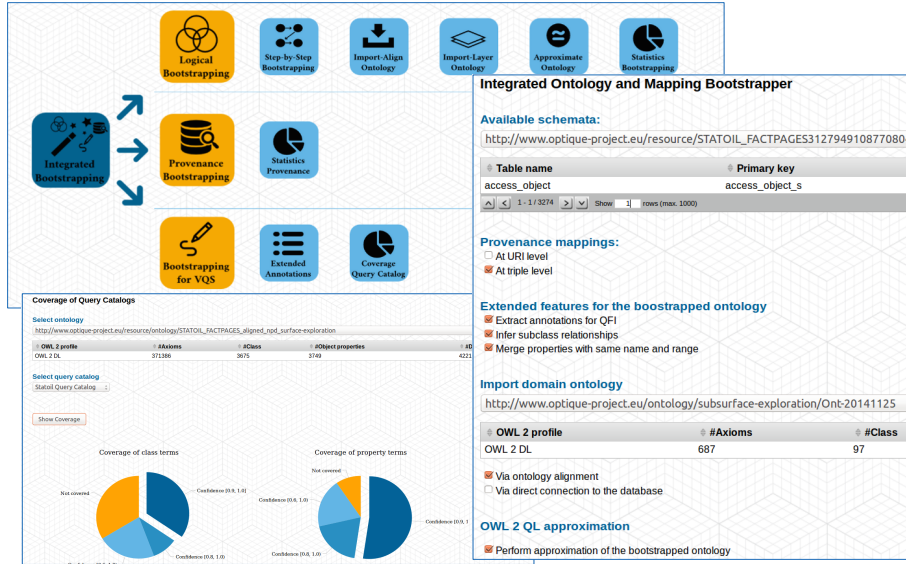 Logical
Bootstrapping
Step-by-Step
Bootstrapping
Import-Align
Ontology
Import-Layer
Ontology
Approximate
Ontology
Statistics
Bootstrapping
Integrated
Bootstrapping
Provenance
Bootstrapping
Statistics
Provenance
Bootstrapping
for VQS
Extended
Annotations
Coverage
Query Catalog
Integrated Ontology and Mapping Bootstrapper
Available schemata:
http://www.optique-project.eu/resource/STATOIL_FACTPAGES312794910877080
Table name Primary key
access_object access_object_s
1 - 1 / 3274 Show 1 rows (max. 1000)
Provenance mappings:
At URI level
At triple level
Extended features for the boostrapped ontology
Extract annotations for QFI
Infer subclass relationships
Merge properties with same name and range
Import domain ontology
http://www.optique-project.eu/ontology/subsurface-exploration/Ont-20141125
OWL 2 profile #Axioms #Class
OWL 2 DL 687 97
Via ontology alignment
Via direct connection to the database
OWL 2 QL approximation
Perform approximation of the bootstrapped ontology
Coverage of Query Catalogs
Select ontology
http://www.optique-project.eu/resource/ontology/STATOIL_FACTPAGES_aligned_npd_surface-exploration
OWL 2 profile #Axioms #Class #Object properties #D
OWL 2 DL 371386 3675 3749 4221
Select query catalog
Statoil Query Catalog
Show Coverage
Coverage of class terms
Not covered
Confidence [0.9, 1.0)
Confidence [0.8, 1.0)
Coverage of property terms
Not covered
Confidence [0.6, 1.0)
Confidence [0.9, 1
Confidence [0.8, 1.0)